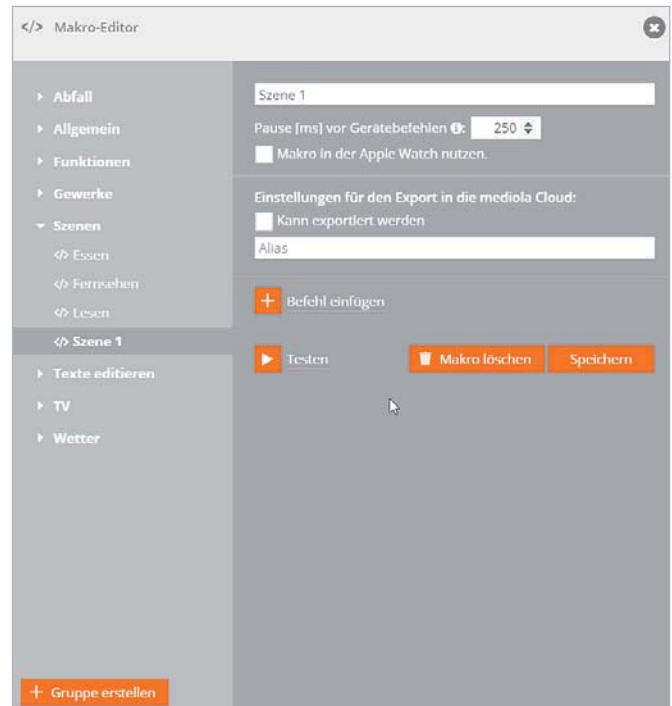 </> Makro-Editor
Abfall
Allgemein
Funktionen
Gewerke
Szenen
</> Essen
</> Fernsehen
</> Lesen
</> Szene 1
Texte editieren
TV
Wetter
+ Gruppe erstellen
Szene 1
Pause [ms] vor Gerätebefehlen i: 250
Makro in der Apple Watch nutzen.
Einstellungen für den Export in die mediola Cloud:
Kann exportiert werden
Alias
+ Befehl einfügen
Testen
Makro löschen
Speichern